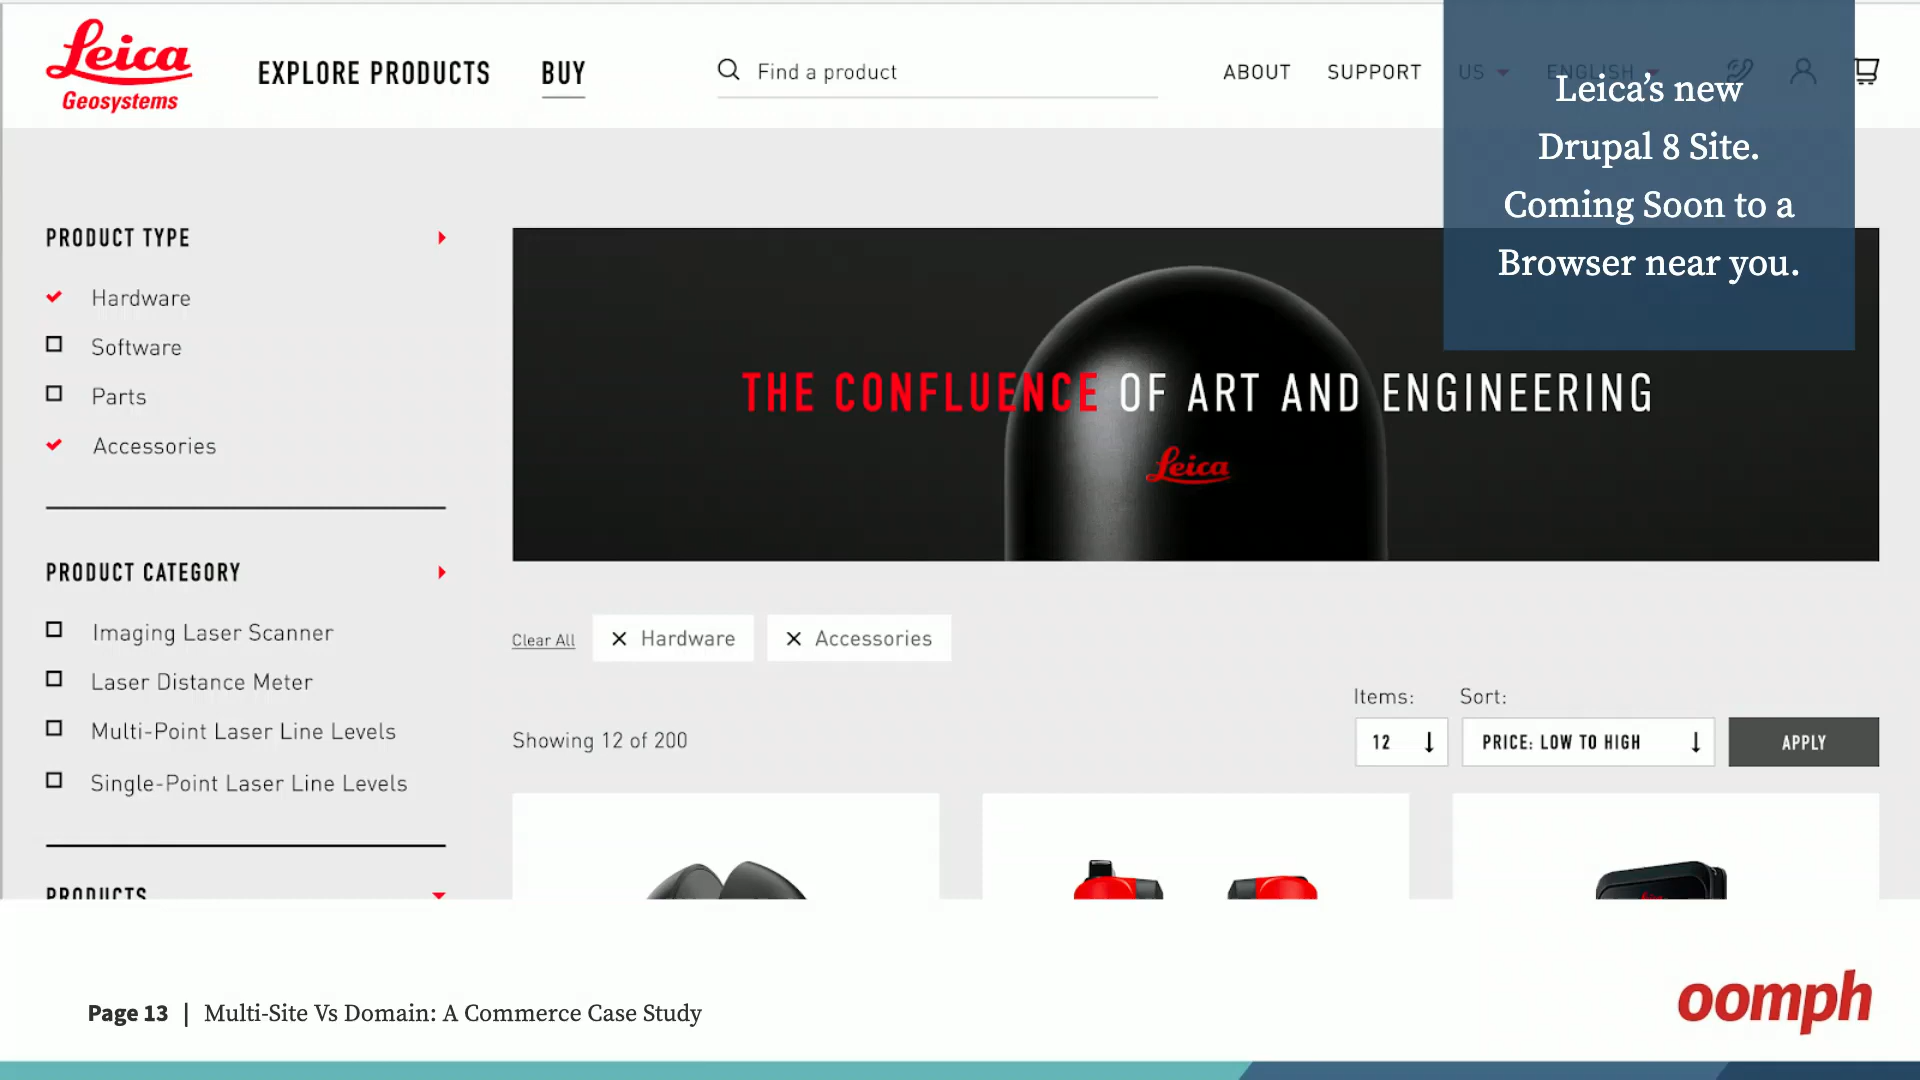 Leica
Geosystems
EXPLORE PRODUCTS
BUY
Find a product
ABOUT
SUPPORT
US
ENGLISH
Leica’s new
Drupal 8 Site.
Coming Soon to a
Browser near you.
PRODUCT TYPE
Hardware
Software
Parts
Accessories
PRODUCT CATEGORY
Imaging Laser Scanner
Laser Distance Meter
Multi-Point Laser Line Levels
Single-Point Laser Line Levels
PRODUCTS
THE CONFLUENCE OF ART AND ENGINEERING
Leica
Clear All
Hardware
Accessories
Showing 12 of 200
Items:
12
Sort:
PRICE: LOW TO HIGH
APPLY
Page 13 | Multi-Site Vs Domain: A Commerce Case Study
oomph